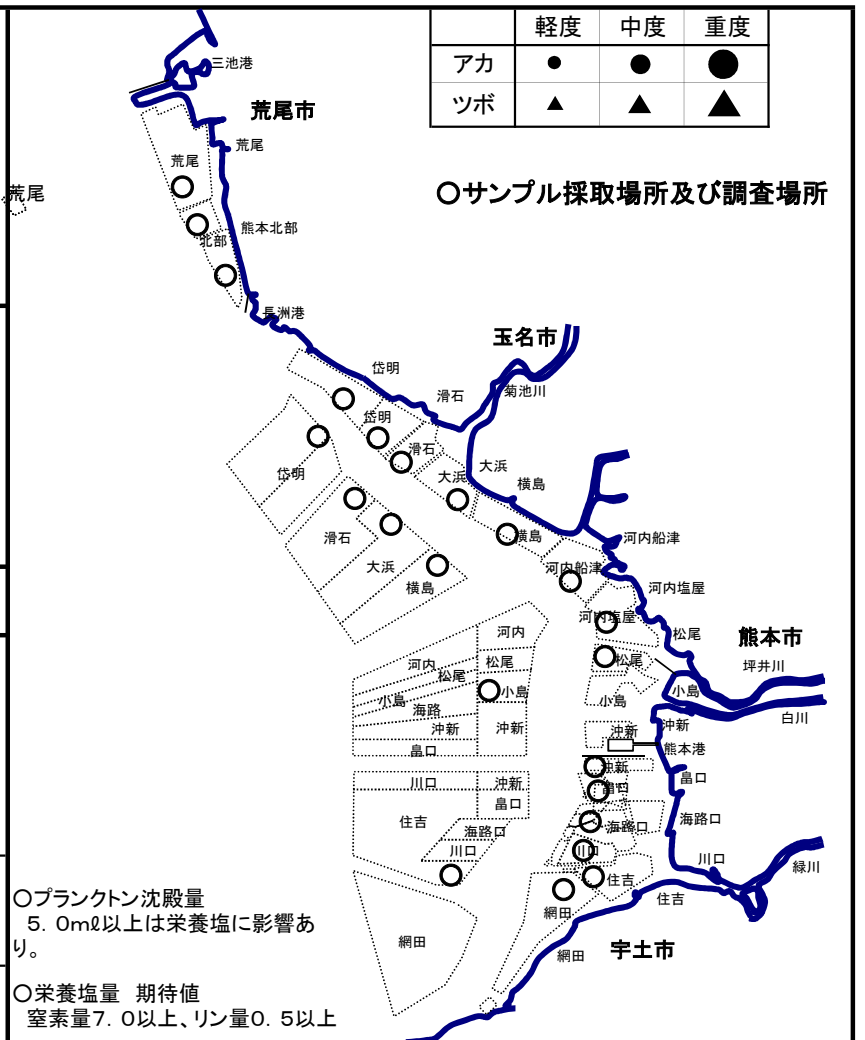 軽度 中度 重度
アカ
ツボ
三池港
荒尾市
荒尾
荒尾
荒尾
○サンプル採取場所及び調査場所
北部
熊本北部
長洲港
玉名市
岱明
滑石
菊池川
岱明
滑石
大浜
大浜
横島
岱明
横島
河内船津
滑石
大浜
河内船津
横島
河内塩屋
河内塩屋
松尾
熊本市
河内
河内
松尾
松尾
松尾
坪井川
小島
小島
小島
小島
海路
白川
沖新
沖新
沖新
沖新
畠口
熊本港
沖新
川口
沖新
畠口
畠口
畠口
住吉
海路口
海路口
海路口
川口
川口
川口
緑川
住吉
住吉
○プランクトン沈殿量
5.0mℓ以上は栄養塩に影響あ
り。
網田
網田
網田
宇土市
○栄養塩量 期待値
窒素量7.0以上、リン量0.5以上